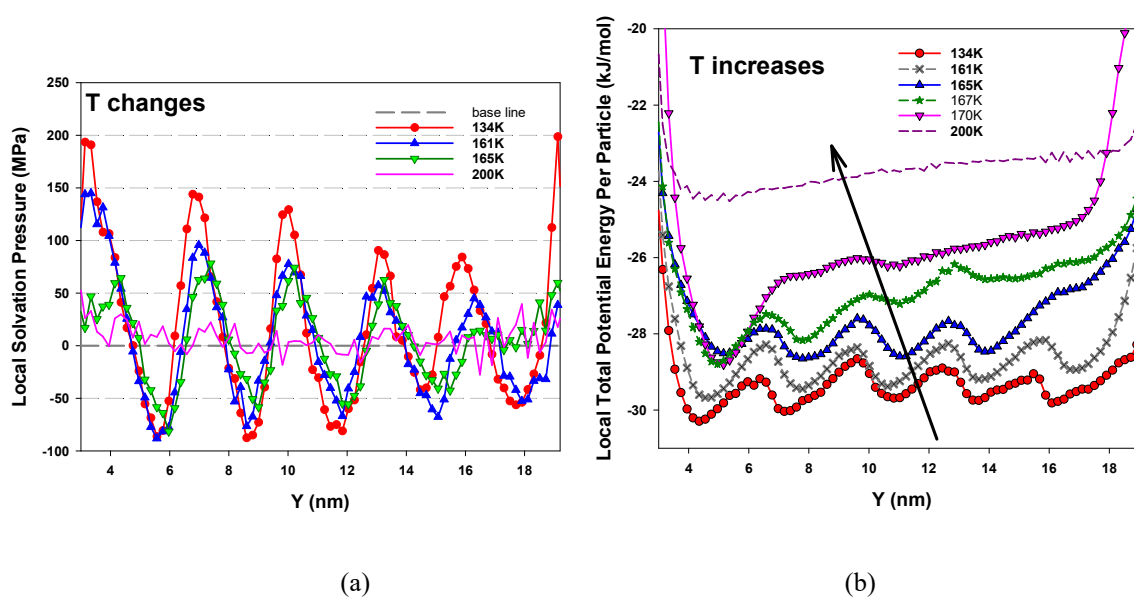 T changes
base line
134K
161K
165K
200K
250
200
150
100
50
0
-50
-100
4
6
8
10
12
14
16
18
Y (nm)
Local Solvation Pressure (MPa)
(a)
T increases
134K
161K
165K
167K
170K
200K
-20
-22
-24
-26
-28
-30
4
6
8
10
12
14
16
18
Y (nm)
Local Total Potential Energy Per Particle (kJ/mol)
(b)